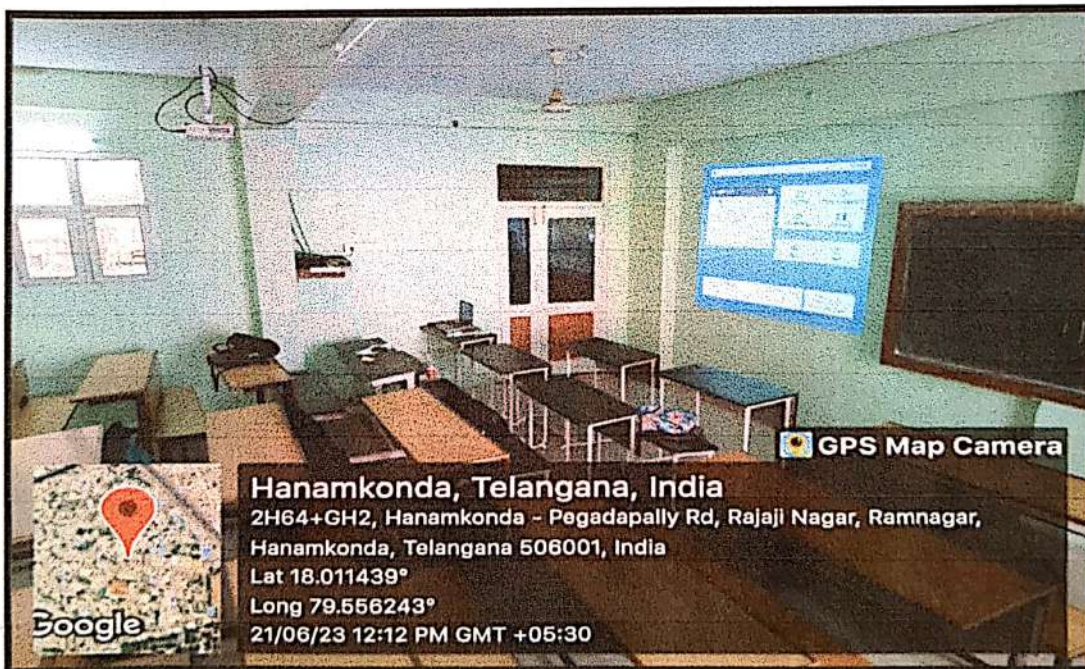 GPS Map Camera
Hanamkonda, Telangana, India
2H64+GH2, Hanamkonda - Pegadapally Rd, Rajaji Nagar, Ramnagar,
Hanamkonda, Telangana 506001, India
Lat 18.011439°
Long 79.556243°
21/06/23 12:12 PM GMT +05:30
Google